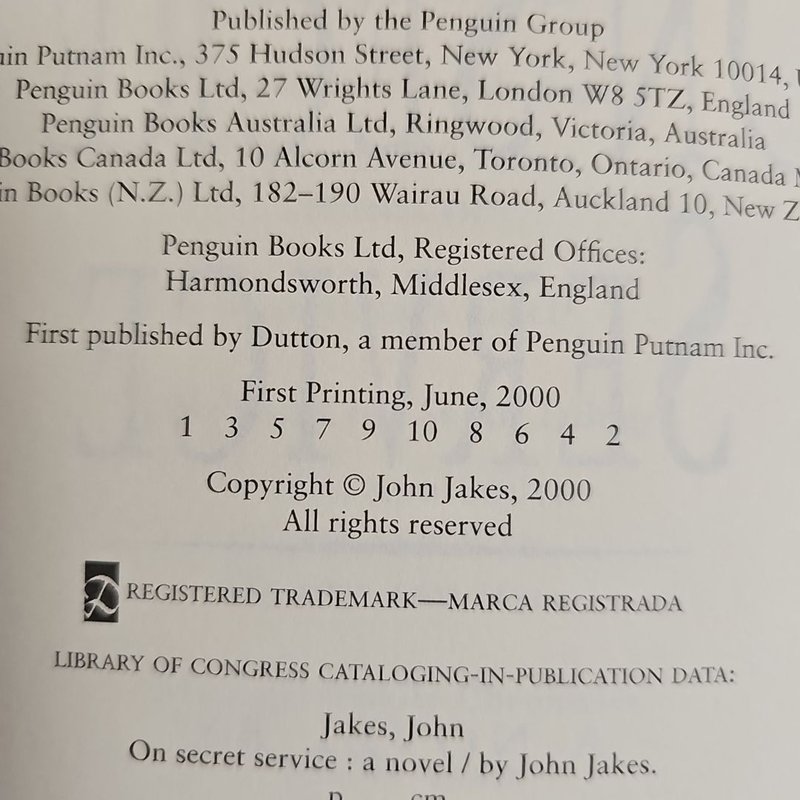 Published by the Penguin Group
Putnam Inc., 375 Hudson Street, New York, New York 10014,
Penguin Books Ltd, 27 Wrights Lane, London W8 5TZ, England
Penguin Books Australia Ltd, Ringwood, Victoria, Australia
Books Canada Ltd, 10 Alcorn Avenue, Toronto, Ontario, Canada
Books (N.Z.) Ltd, 182–190 Wairau Road, Auckland 10, New
Penguin Books Ltd, Registered Offices:
Harmondsworth, Middlesex, England
First published by Dutton, a member of Penguin Putnam Inc.
First Printing, June, 2000
1 3 5 7 9 10 8 6 4 2
Copyright © John Jakes, 2000
All rights reserved
REGISTERED TRADEMARK—MARCA REGISTRADA
LIBRARY OF CONGRESS CATALOGING-IN-PUBLICATION DATA:
Jakes, John
On secret service : a novel / by John Jakes.